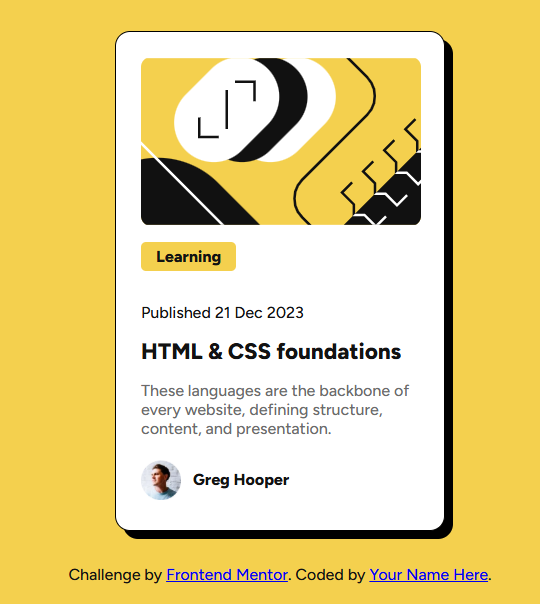 Learning
Published 21 Dec 2023
HTML & CSS foundations
These languages are the backbone of
every website, defining structure,
content, and presentation.
Greg Hooper
Challenge by Frontend Mentor. Coded by Your Name Here.